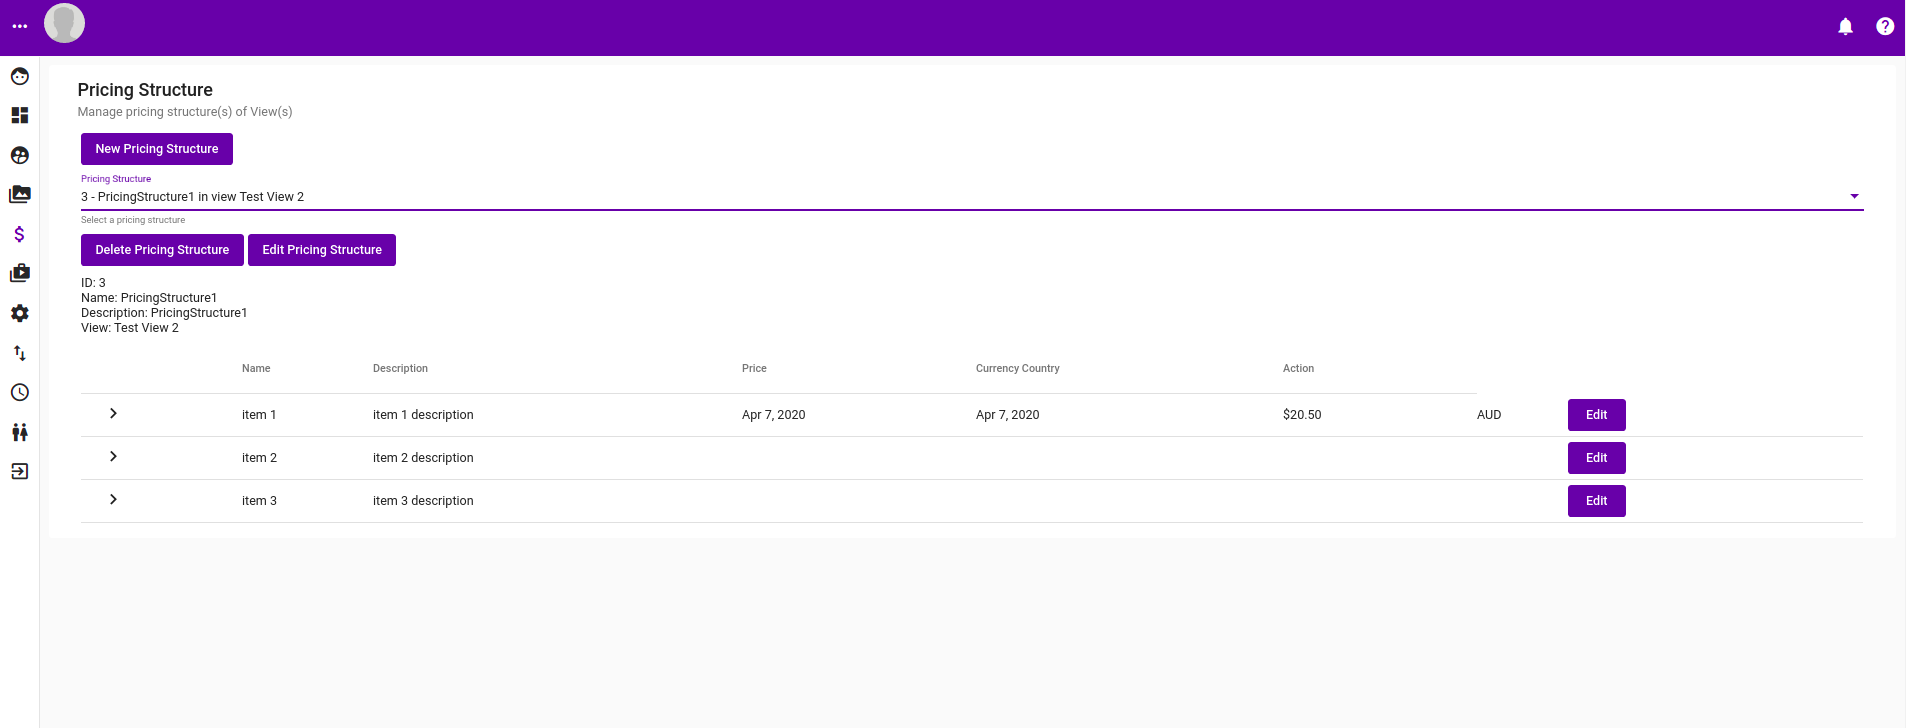 Pricing Structure
Manage pricing structure(s) of View(s)
New Pricing Structure
Pricing Structure
3 - PricingStructure1 in view Test View 2
Select a pricing structure
Delete Pricing Structure Edit Pricing Structure
ID: 3
Name: PricingStructure1
Description: PricingStructure1
View: Test View 2
Name Description Price Currency Country Action
item 1 item 1 description Apr 7, 2020 Apr 7, 2020 $20.50 AUD Edit
item 2 item 2 description Edit
item 3 item 3 description Edit